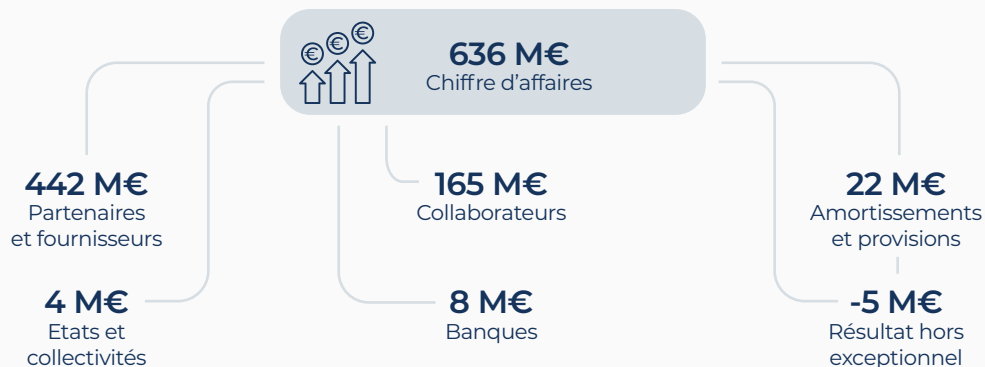 636 M€
Chiffre d'affaires
442 M€
Partenaires
et fournisseurs
165 M€
Collaborateurs
22 M€
Amortissements
et provisions
4 M€
Etats et
collectivités
8 M€
Banques
-5 M€
Résultat hors
exceptionnel